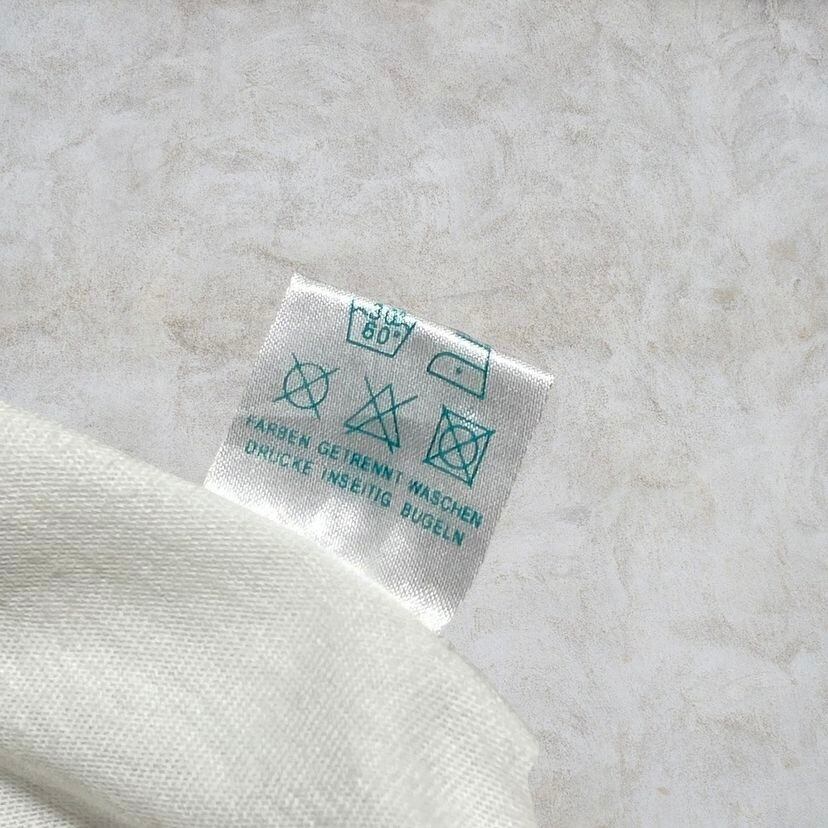 30°
60°
FARBEN GETRENNT WASCHEN
DRUCKE INSEITIG BUGELN